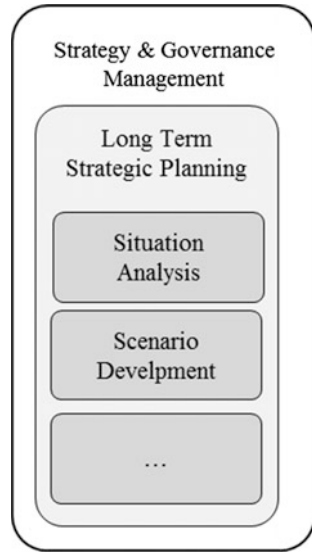 Strategy & Governance
Management
Long Term
Strategic Planning
Situation
Analysis
Scenario
Develpment
...